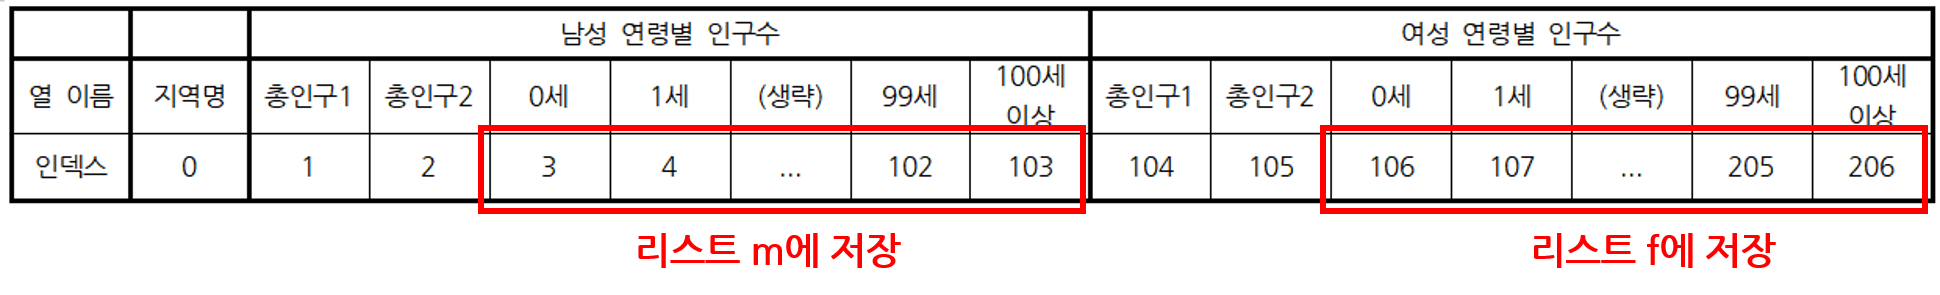 남성 연령별 인구수 여성 연령별 인구수
열 이름 지역명 총인구1 총인구2 0세 1세 (생략) 99세 100세 이상 총인구1 총인구2 0세 1세 (생략) 99세 100세 이상
인덱스 0 1 2 3 4 ... 102 103 104 105 106 107 ... 205 206
리스트 m에 저장 리스트 f에 저장